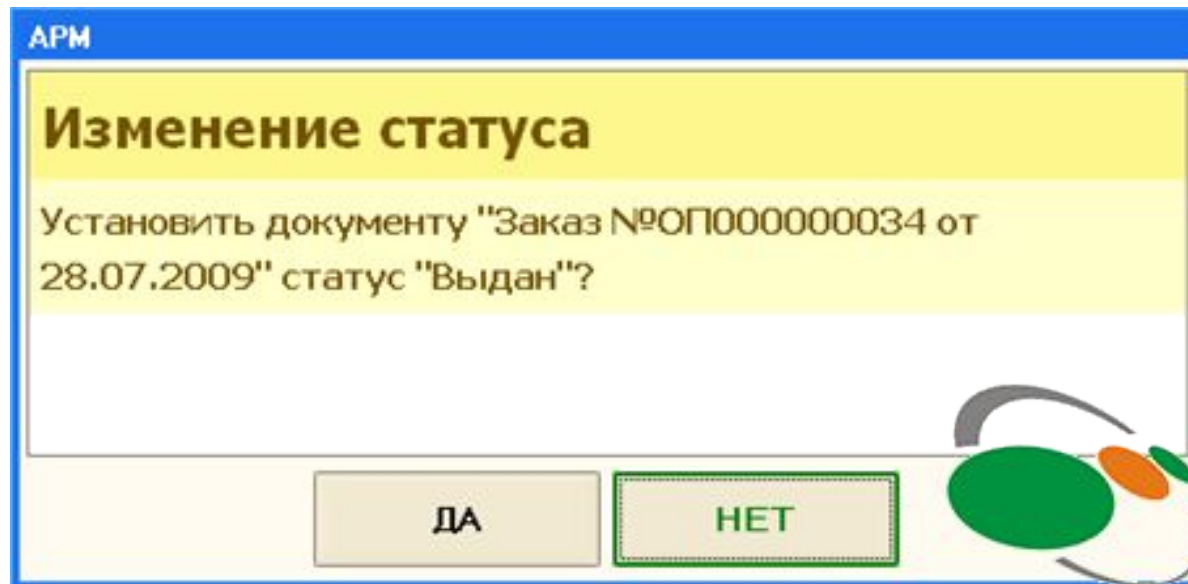 АРМ
Изменение статуса
Установить документу "Заказ №ОП000000034 от
28.07.2009" статус "Выдан"?
ДА
НЕТ